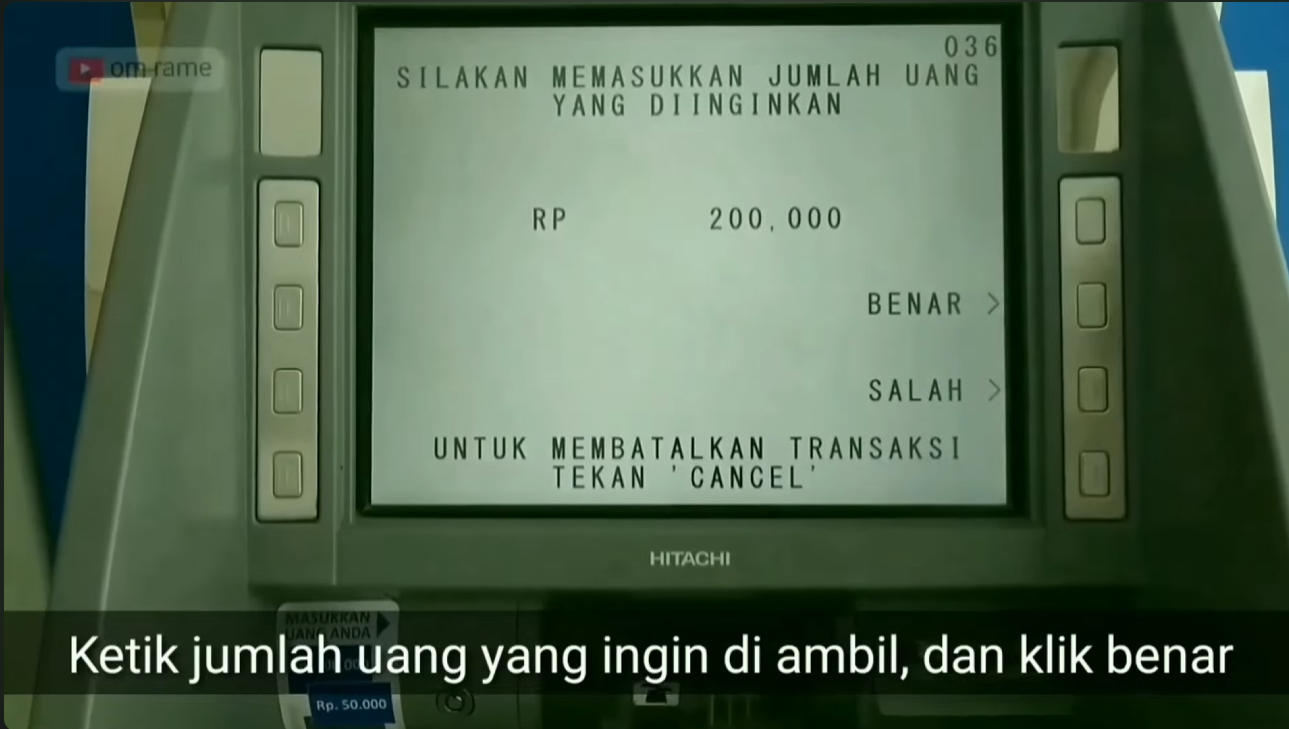 om-rame
036
SILAKAN MEMASUKKAN JUMLAH UANG
YANG DIINGINKAN
RP 200,000
BENAR >
SALAH >
UNTUK MEMBATALKAN TRANSAKSI
TEKAN 'CANCEL'
HITACHI
MASUKKAN
UANG ANDA
Ketik jumlah uang yang ingin di ambil, dan klik benar
Rp. 50.000